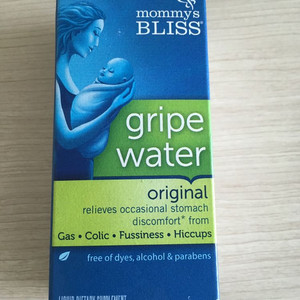 mommy's
BLISS®
gripe
water
original
relieves occasional stomach
discomfort* from
Gas • Colic • Fussiness • Hiccups
free of dyes, alcohol & parabens
LIQUID DIETARY SUPPLEMENT